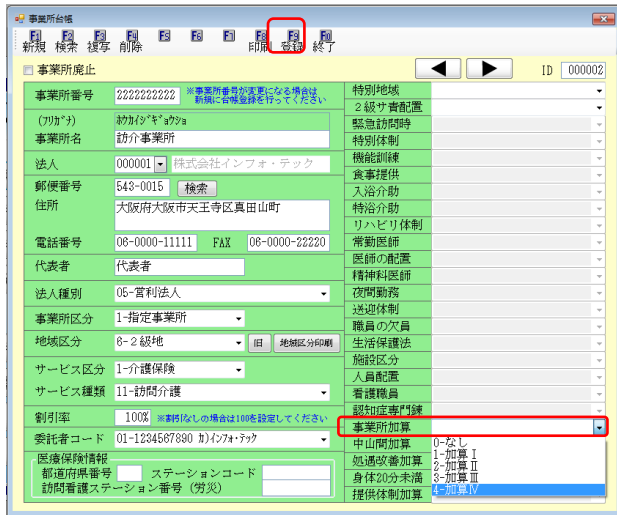 事業所台帳
F1 F2 F3 F4 F5 F6 F7 F8 F9 F10
新規 検索 複写 削除 印刷 登録 終了
事業所廃止
ID 000002
事業所番号 2222222222 ※事業所番号が変更になる場合は
新規に台帳登録を行ってください
(フリガナ) ホウカイジギョウショ
事業所名 訪介事業所
法人 000001 株式会社インフォ・テック
郵便番号 543-0015 検索
住所 大阪府大阪市天王寺区真田山町
電話番号 06-0000-11111 FAX 06-0000-22220
代表者 代表者
法人種別 05-営利法人
事業所区分 1-指定事業所
地域区分 6-2級地 旧 地域区分印刷
サービス区分 1-介護保険
サービス種類 11-訪問介護
割引率 100% ※割引なしの場合は100を設定してください
委託者コード 01-1234567890 カ)インフォ・テック
医療保険情報
都道府県番号 ステーションコード
訪問看護ステーション番号(労災)
特別地域
2級サ責配置
緊急訪問時
特別体制
機能訓練
食事提供
入浴介助
特浴介助
リハビリ体制
常勤医師
医師の配置
精神科医師
夜間勤務
送迎体制
職員の欠員
生活保護法
施設区分
人員配置
看護職員
認知症専門錬
事業所加算
中山間加算
処遇改善加算
身体20分未満
提供体制加算
0-なし
1-加算Ⅰ
2-加算Ⅱ
3-加算Ⅲ
4-加算Ⅳ